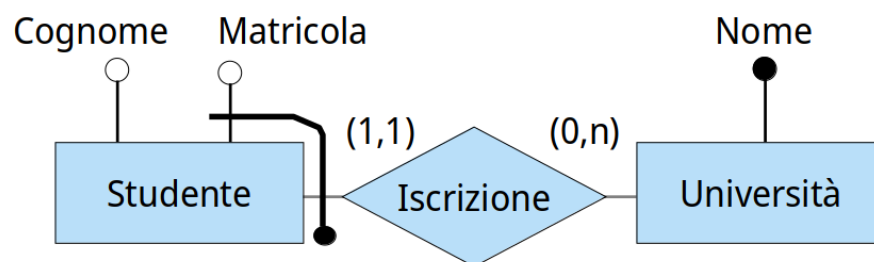 Cognome Matricola Nome
(1,1) (0,n)
Studente Iscrizione Università